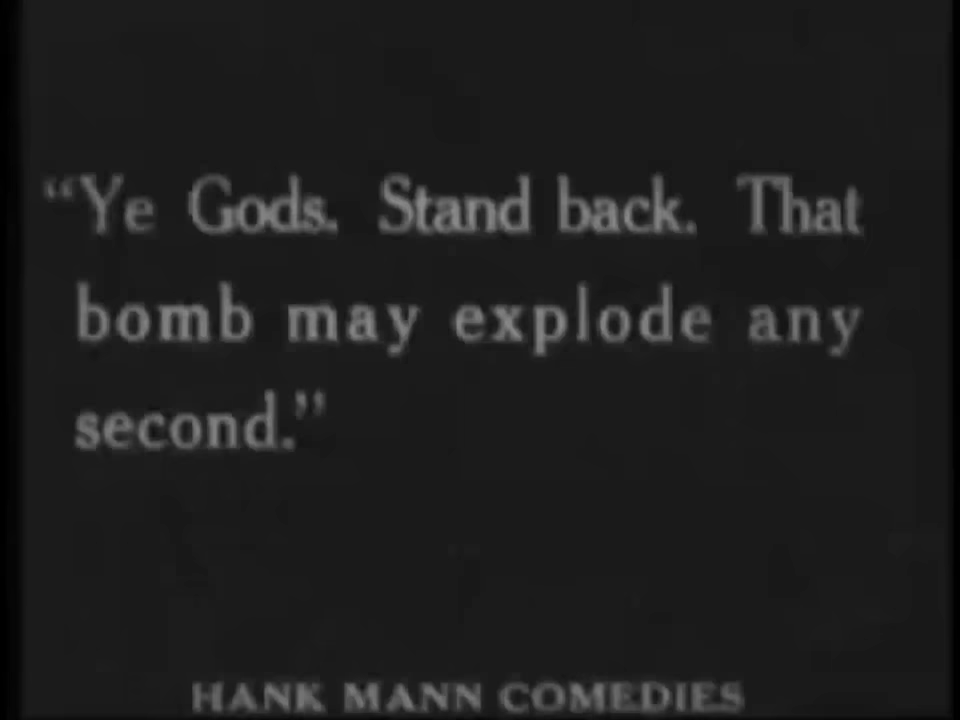 “Ye Gods. Stand back. That
bomb may explode any
second.”
HANK MANN COMEDIES